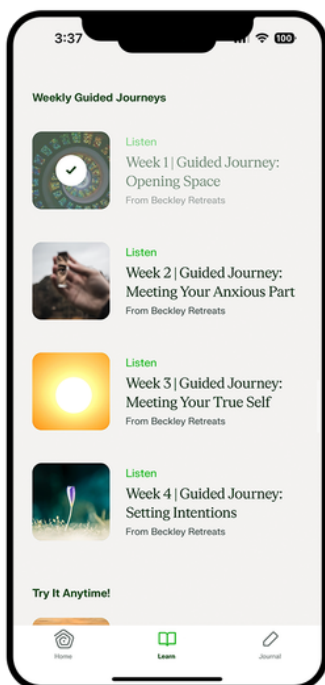 3:37
100
Weekly Guided Journeys
Listen
Week 1 | Guided Journey:
Opening Space
From Beckley Retreats
Listen
Week 2 | Guided Journey:
Meeting Your Anxious Part
From Beckley Retreats
Listen
Week 3 | Guided Journey:
Meeting Your True Self
From Beckley Retreats
Listen
Week 4 | Guided Journey:
Setting Intentions
From Beckley Retreats
Try It Anytime!
Home
Learn
Journal